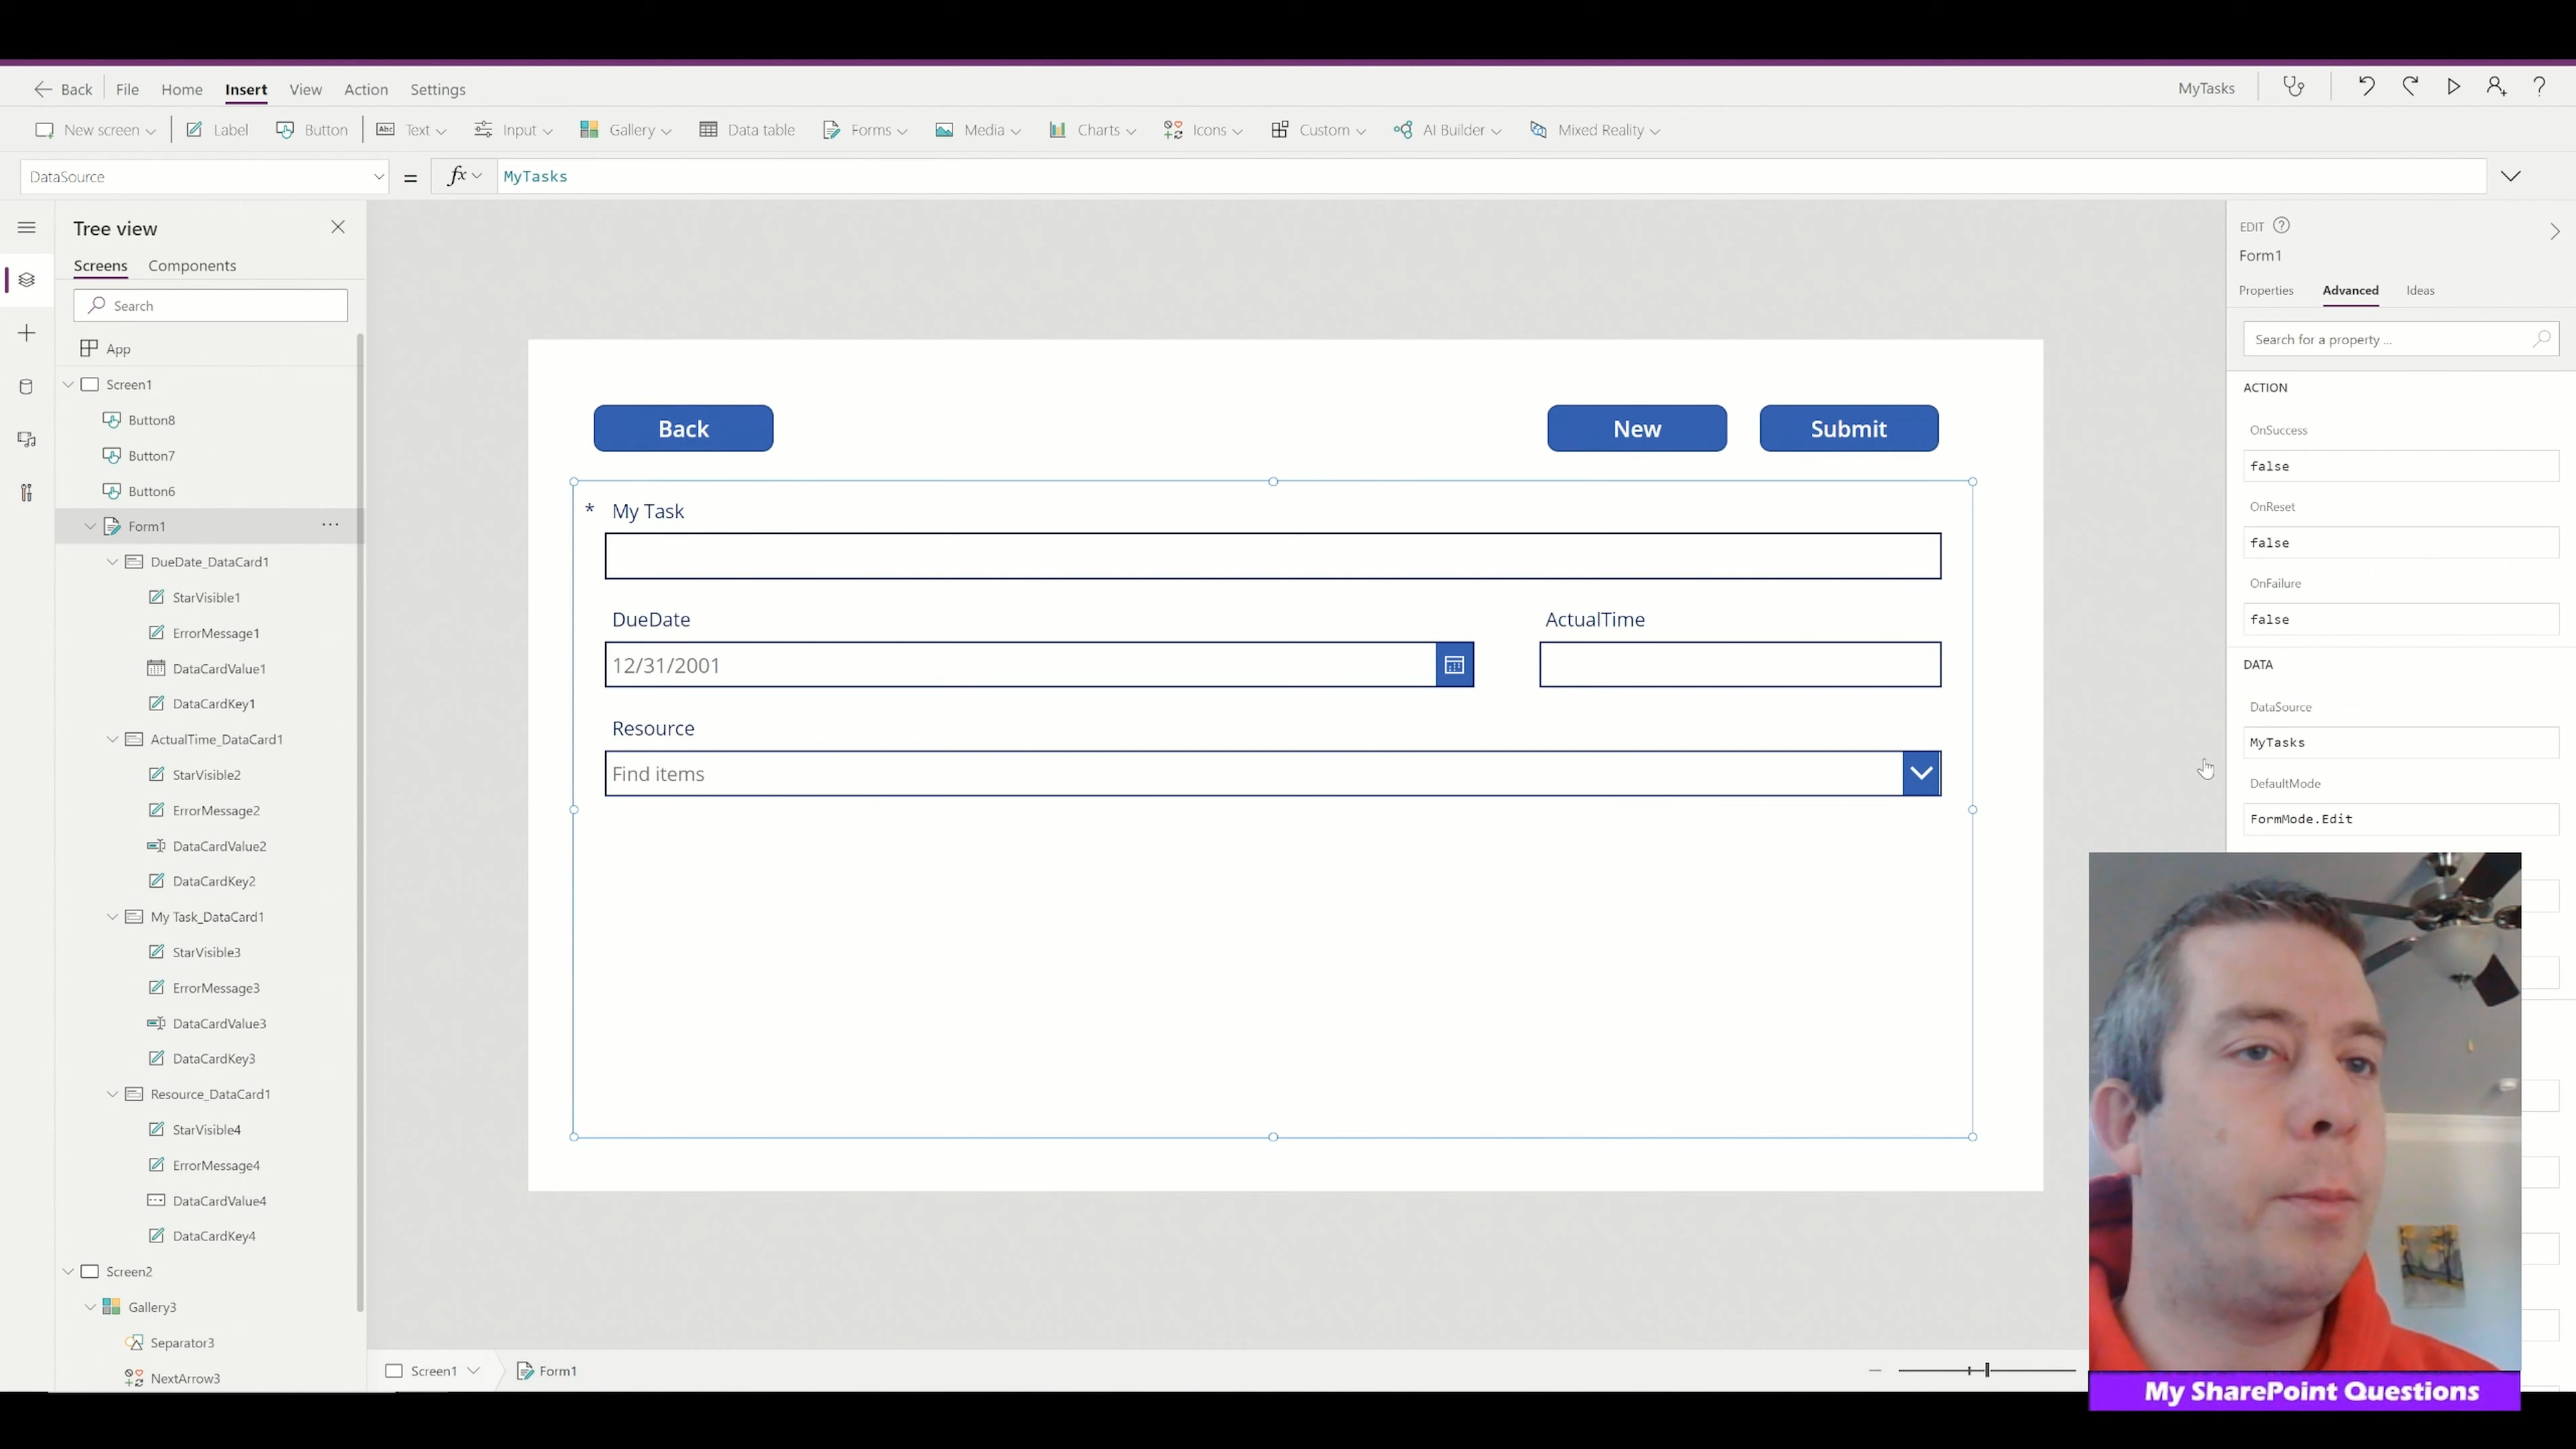 Back File Home Insert View Action Settings MyTasks
New screen Label Button Abc Text Input Gallery Data table Forms Media Charts Icons Custom AI Builder Mixed Reality
DataSource = fx MyTasks
Tree view
Screens Components
Search
App
Screen1
Button8
Button7
Button6
Form1 ...
DueDate_DataCard1
StarVisible1
ErrorMessage1
DataCardValue1
DataCardKey1
ActualTime_DataCard1
StarVisible2
ErrorMessage2
DataCardValue2
DataCardKey2
My Task_DataCard1
StarVisible3
ErrorMessage3
DataCardValue3
DataCardKey3
Resource_DataCard1
StarVisible4
ErrorMessage4
DataCardValue4
DataCardKey4
Screen2
Gallery3
Separator3
NextArrow3
Back New Submit
* My Task
DueDate ActualTime
12/31/2001
Resource
Find items
Screen1 Form1
EDIT ?
Form1
Properties Advanced Ideas
Search for a property ...
ACTION
OnSuccess
false
OnReset
false
OnFailure
false
DATA
DataSource
MyTasks
DefaultMode
FormMode.Edit
My SharePoint Questions